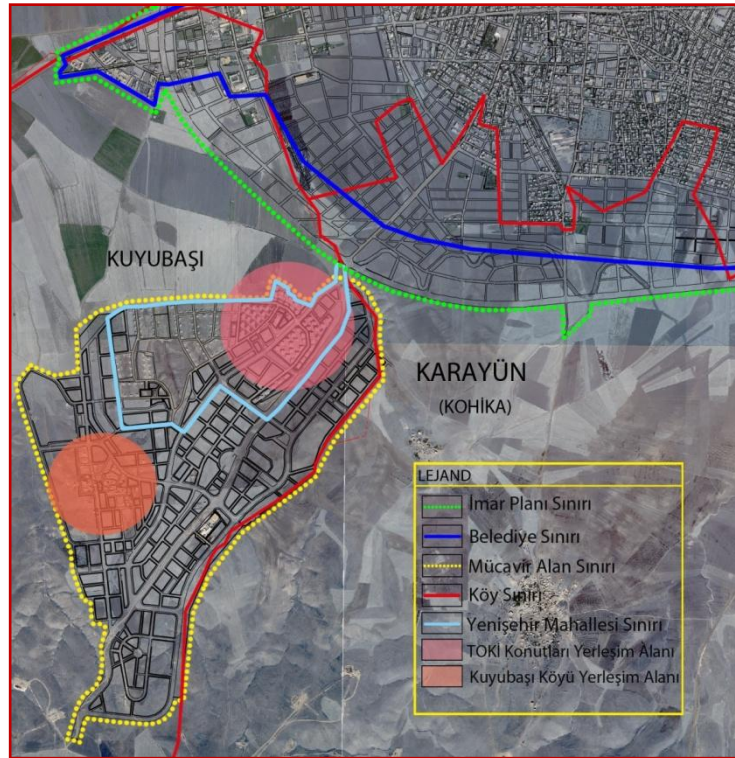 KUYUBAŞI
KARAYÜN
(KOHİKA)
LEJAND
İmar Planı Sınırı
Belediye Sınırı
Mücavir Alan Sınırı
Köy Sınırı
Yenişehir Mahallesi Sınırı
TOKİ Konutları Yerleşim Alanı
Kuyubaşı Köyü Yerleşim Alanı